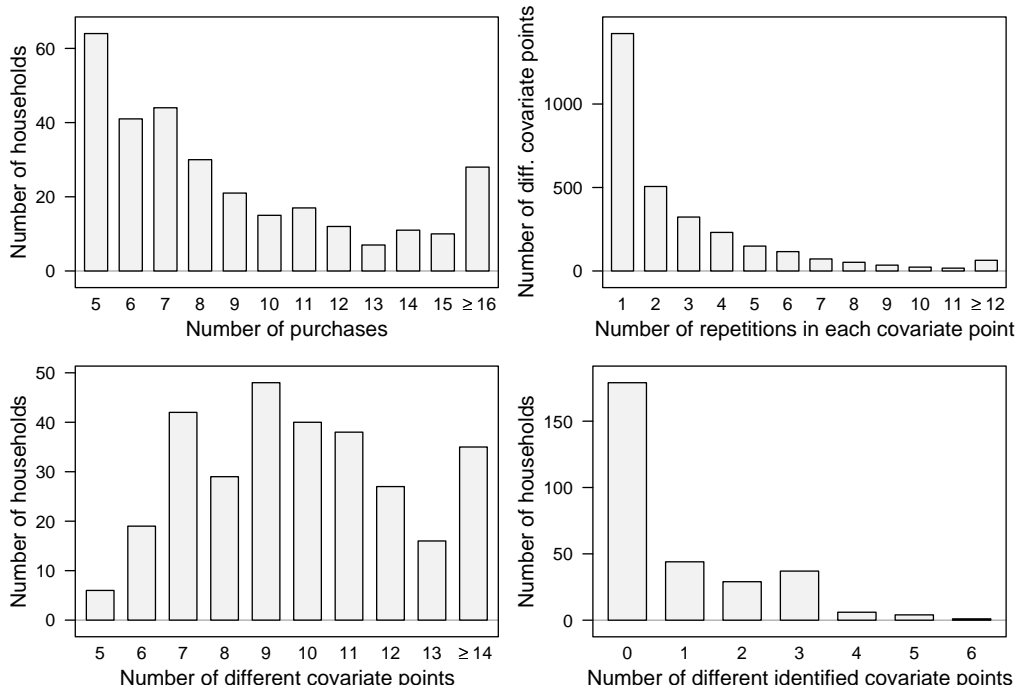 Number of households
60
40
20
0
5 6 7 8 9 10 11 12 13 14 15 ≥ 16
Number of purchases
Number of diff. covariate points
1000
500
0
1 2 3 4 5 6 7 8 9 10 11 ≥ 12
Number of repetitions in each covariate point
Number of households
50
40
30
20
10
0
5 6 7 8 9 10 11 12 13 ≥ 14
Number of different covariate points
Number of households
150
100
50
0
0 1 2 3 4 5 6
Number of different identified covariate points